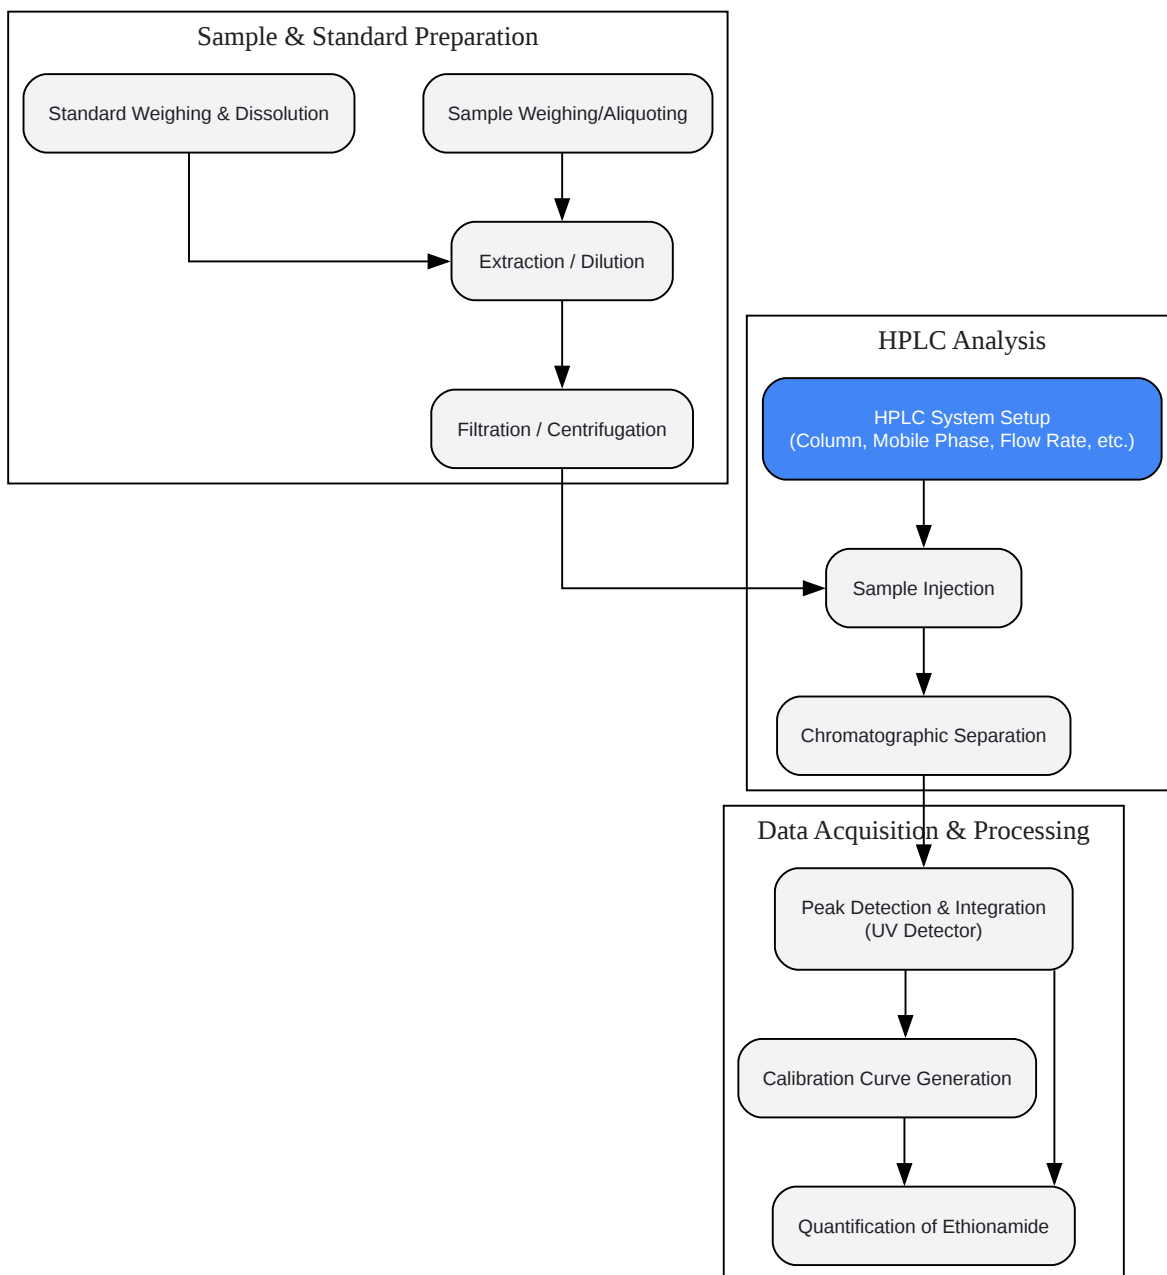 Sample & Standard Preparation
Standard Weighing & Dissolution
Sample Weighing/Aliquoting
Extraction / Dilution
Filtration / Centrifugation
HPLC Analysis
HPLC System Setup
(Column, Mobile Phase, Flow Rate, etc.)
Sample Injection
Chromatographic Separation
Data Acquisition & Processing
Peak Detection & Integration
(UV Detector)
Calibration Curve Generation
Quantification of Ethionamide